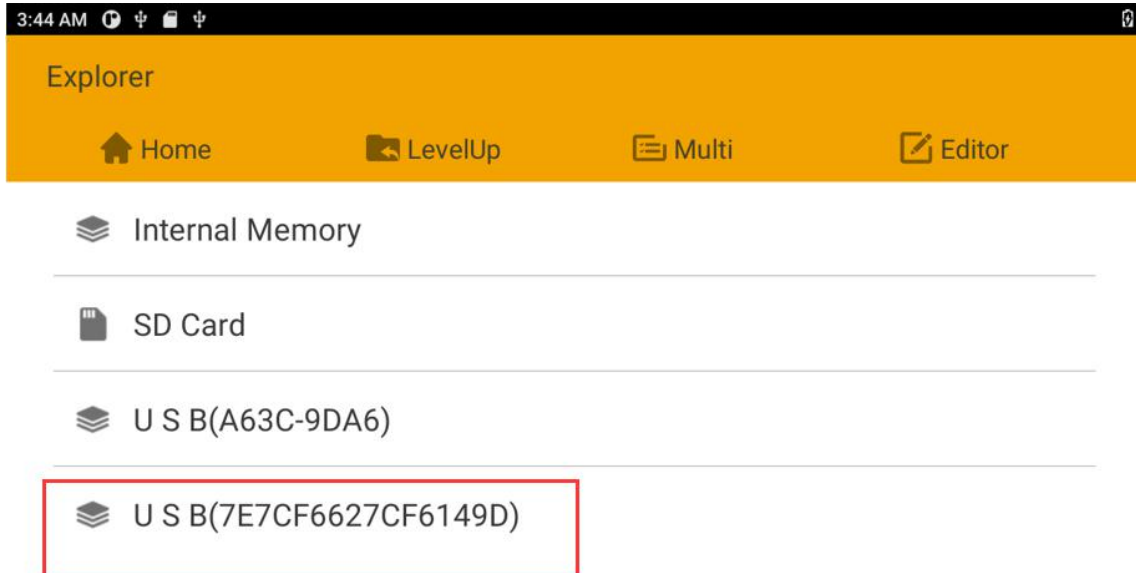 3:44 AM
Explorer
Home LevelUp Multi Editor
Internal Memory
SD Card
U S B(A63C-9DA6)
U S B(7E7CF6627CF6149D)